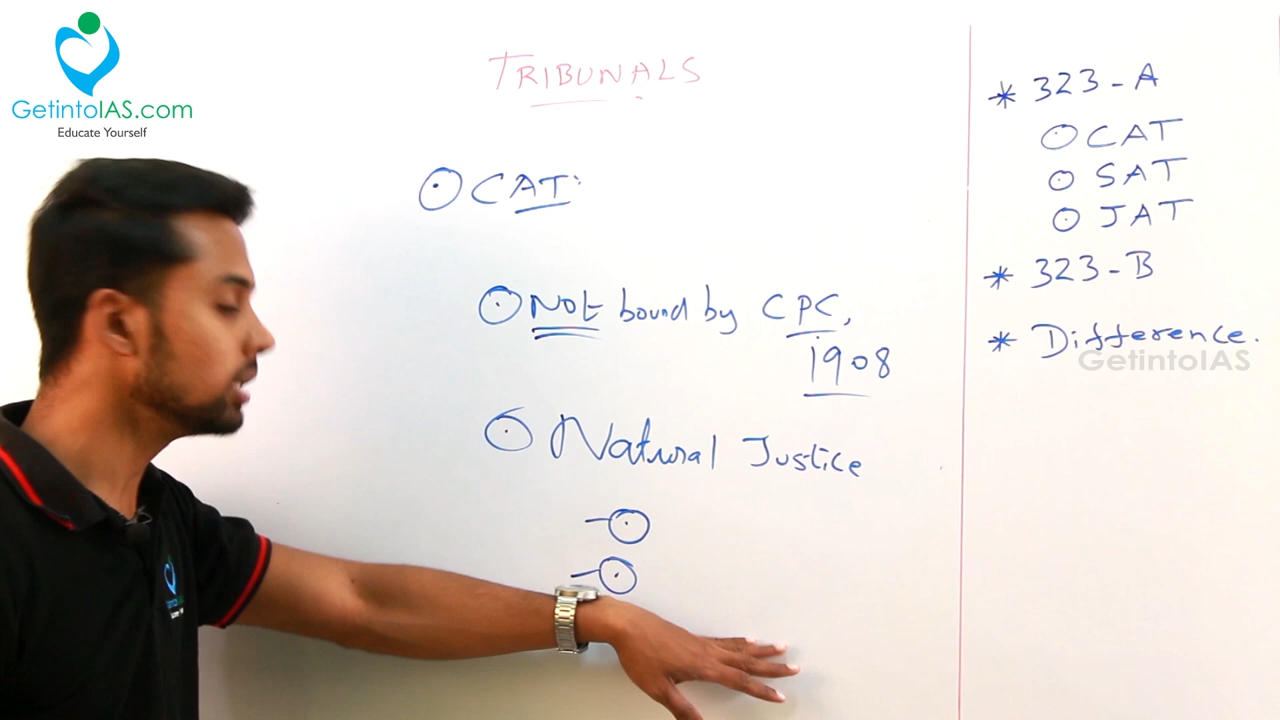 GetintoIAS.com
Educate Yourself
TRIBUNALS
CAT:
NOt bound by CPC,
1908
Natural Justice
* 323-A
CAT
SAT
JAT
* 323-B
* Difference.
GetintoIAS